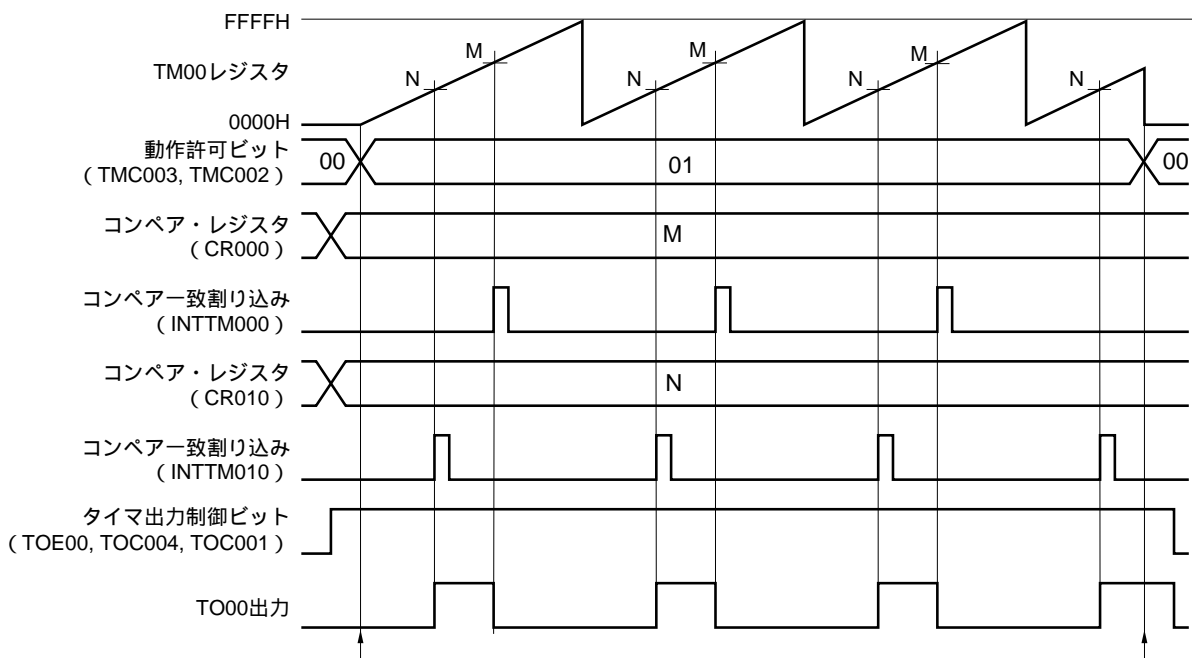 FFFFH
M
M
M
TM00レジスタ
N
N
N
N
0000H
動作許可ビット
(TMC003, TMC002)
00
01
00
コンペア・レジスタ
(CR000)
M
コンペア一致割り込み
(INTTM000)
コンペア・レジスタ
(CR010)
N
コンペア一致割り込み
(INTTM010)
タイマ出力制御ビット
(TOE00, TOC004, TOC001)
TO00出力